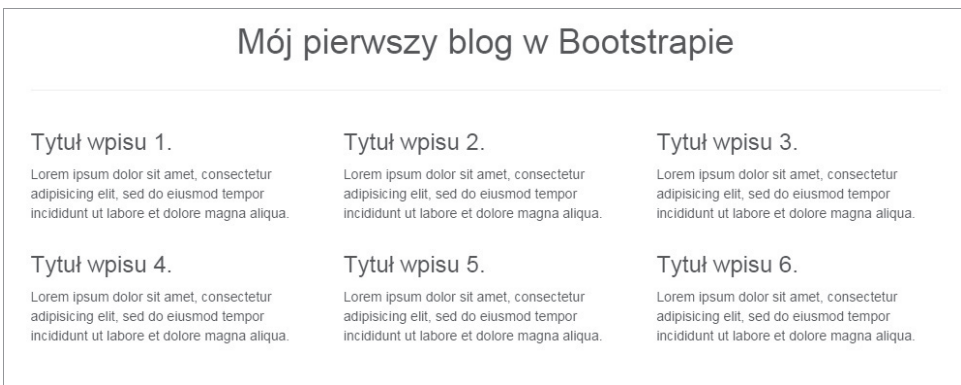 Mój pierwszy blog w Bootstrapie
Tytuł wpisu 1.
Lorem ipsum dolor sit amet, consectetur
adipisicing elit, sed do eiusmod tempor
incididunt ut labore et dolore magna aliqua.
Tytuł wpisu 2.
Lorem ipsum dolor sit amet, consectetur
adipisicing elit, sed do eiusmod tempor
incididunt ut labore et dolore magna aliqua.
Tytuł wpisu 3.
Lorem ipsum dolor sit amet, consectetur
adipisicing elit, sed do eiusmod tempor
incididunt ut labore et dolore magna aliqua.
Tytuł wpisu 4.
Lorem ipsum dolor sit amet, consectetur
adipisicing elit, sed do eiusmod tempor
incididunt ut labore et dolore magna aliqua.
Tytuł wpisu 5.
Lorem ipsum dolor sit amet, consectetur
adipisicing elit, sed do eiusmod tempor
incididunt ut labore et dolore magna aliqua.
Tytuł wpisu 6.
Lorem ipsum dolor sit amet, consectetur
adipisicing elit, sed do eiusmod tempor
incididunt ut labore et dolore magna aliqua.